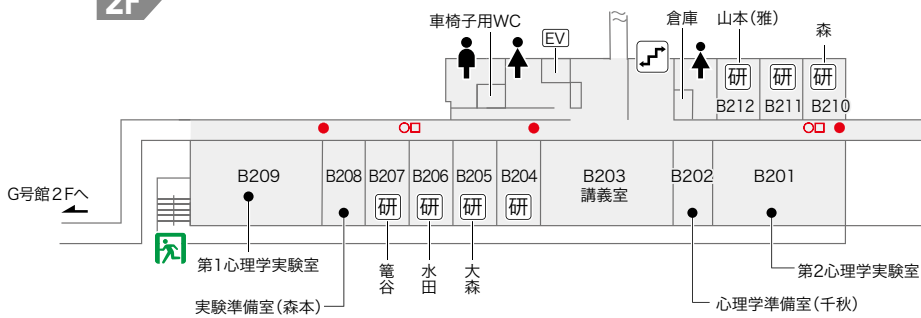 2F
車椅子用WC
EV
倉庫
山本(雅)
森
研
研
研
B212
B211
B210
B209
B208
B207
B206
B205
B204
B203
講義室
B202
B201
研
研
研
研
G号館2Fへ
第1心理学実験室
実験準備室(森本)
篭谷
水田
大森
第2心理学実験室
心理学準備室(千秋)